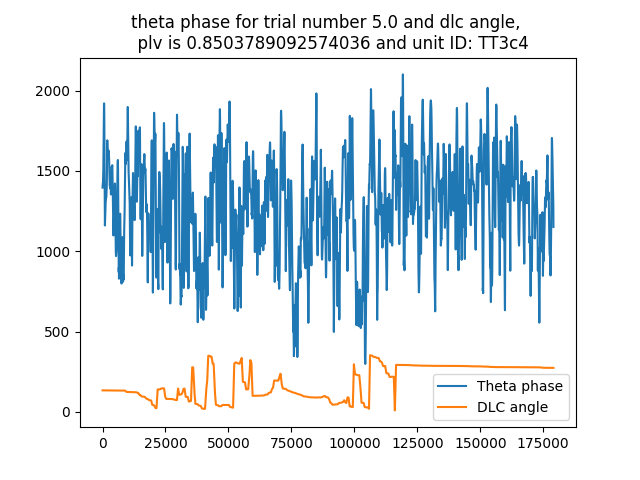 theta phase for trial number 5.0 and dlc angle,
plv is 0.8503789092574036 and unit ID: TT3c4
2000
1500
1000
500
0
Theta phase
DLC angle
0 25000 50000 75000 100000 125000 150000 175000